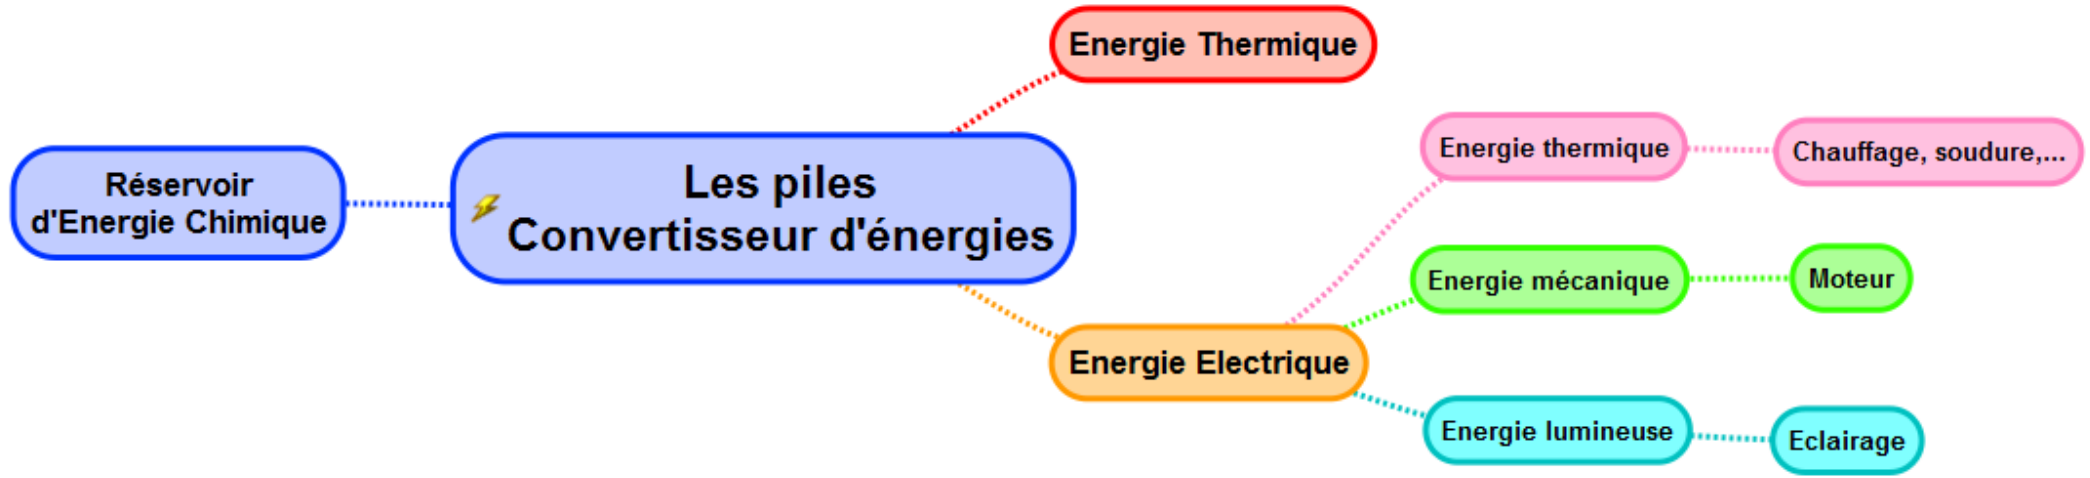 Energie Thermique
Réservoir
d'Energie Chimique
Les piles
Convertisseur d'énergies
Energie thermique
Chauffage, soudure,...
Energie mécanique
Moteur
Energie Electrique
Energie lumineuse
Eclairage